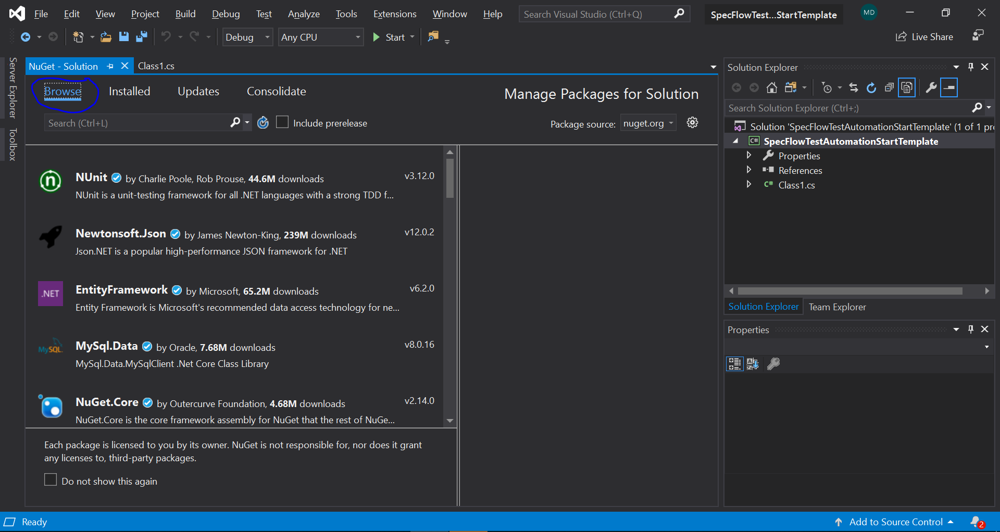 File Edit View Project Build Debug Test Analyze Tools Extensions Window Help Search Visual Studio (Ctrl+Q) SpecFlowTest...StartTemplate MD
Debug Any CPU Start Live Share
Server Explorer
Toolbox
NuGet - Solution Class1.cs
Browse Installed Updates Consolidate Manage Packages for Solution
Search (Ctrl+L) Include prerelease Package source: nuget.org
NUnit by Charlie Poole, Rob Prouse, 44.6M downloads v3.12.0
NUnit is a unit-testing framework for all .NET languages with a strong TDD f...
Newtonsoft.Json by James Newton-King, 239M downloads v12.0.2
Json.NET is a popular high-performance JSON framework for .NET
.NET
EntityFramework by Microsoft, 65.2M downloads v6.2.0
Entity Framework is Microsoft's recommended data access technology for ne...
MySQL
MySql.Data by Oracle, 7.68M downloads v8.0.16
MySql.Data.MySqlClient .Net Core Class Library
NuGet.Core by Outercurve Foundation, 4.68M downloads v2.14.0
NuGet.Core is the core framework assembly for NuGet that the rest of NuGe...
Each package is licensed to you by its owner. NuGet is not responsible for, nor does it grant
any licenses to, third-party packages.
Do not show this again
Solution Explorer
Search Solution Explorer (Ctrl+;)
Solution 'SpecFlowTestAutomationStartTemplate' (1 of 1 pro
C# SpecFlowTestAutomationStartTemplate
Properties
References
C# Class1.cs
Solution Explorer Team Explorer
Properties
Ready Add to Source Control 2